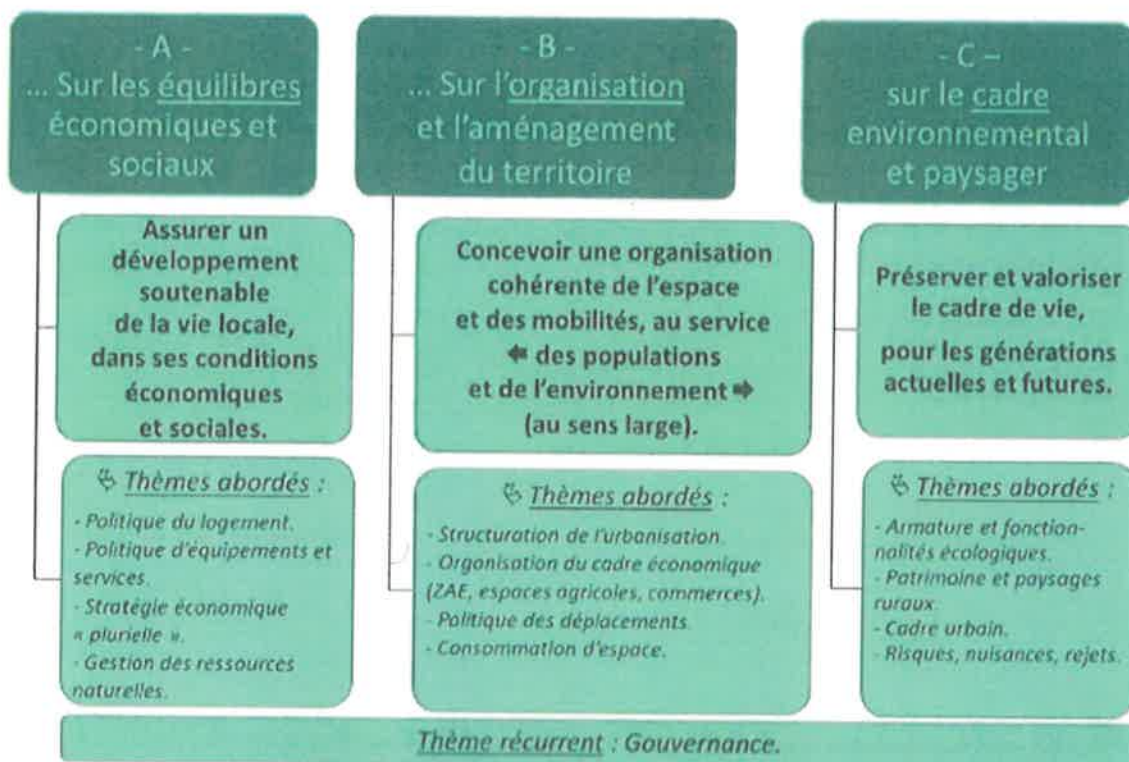 - A -
... Sur les équilibres
économiques et
sociaux
Assurer un
développement
soutenable
de la vie locale,
dans ses conditions
économiques
et sociales.
Thèmes abordés :
- Politique du logement.
- Politique d'équipements et
services.
- Stratégie économique
« plurielle ».
- Gestion des ressources
naturelles.
- B -
... Sur l'organisation
et l'aménagement
du territoire
Concevoir une organisation
cohérente de l'espace
et des mobilités, au service
⬅ des populations
et de l'environnement ➡
(au sens large).
Thèmes abordés :
- Structuration de l'urbanisation.
- Organisation du cadre économique
(ZAE, espaces agricoles, commerces).
- Politique des déplacements.
- Consommation d'espace.
- C –
sur le cadre
environnemental
et paysager
Préserver et valoriser
le cadre de vie,
pour les générations
actuelles et futures.
Thèmes abordés :
- Armature et fonction-
nalités écologiques.
- Patrimoine et paysages
ruraux.
- Cadre urbain.
- Risques, nuisances, rejets.
Thème récurrent : Gouvernance.